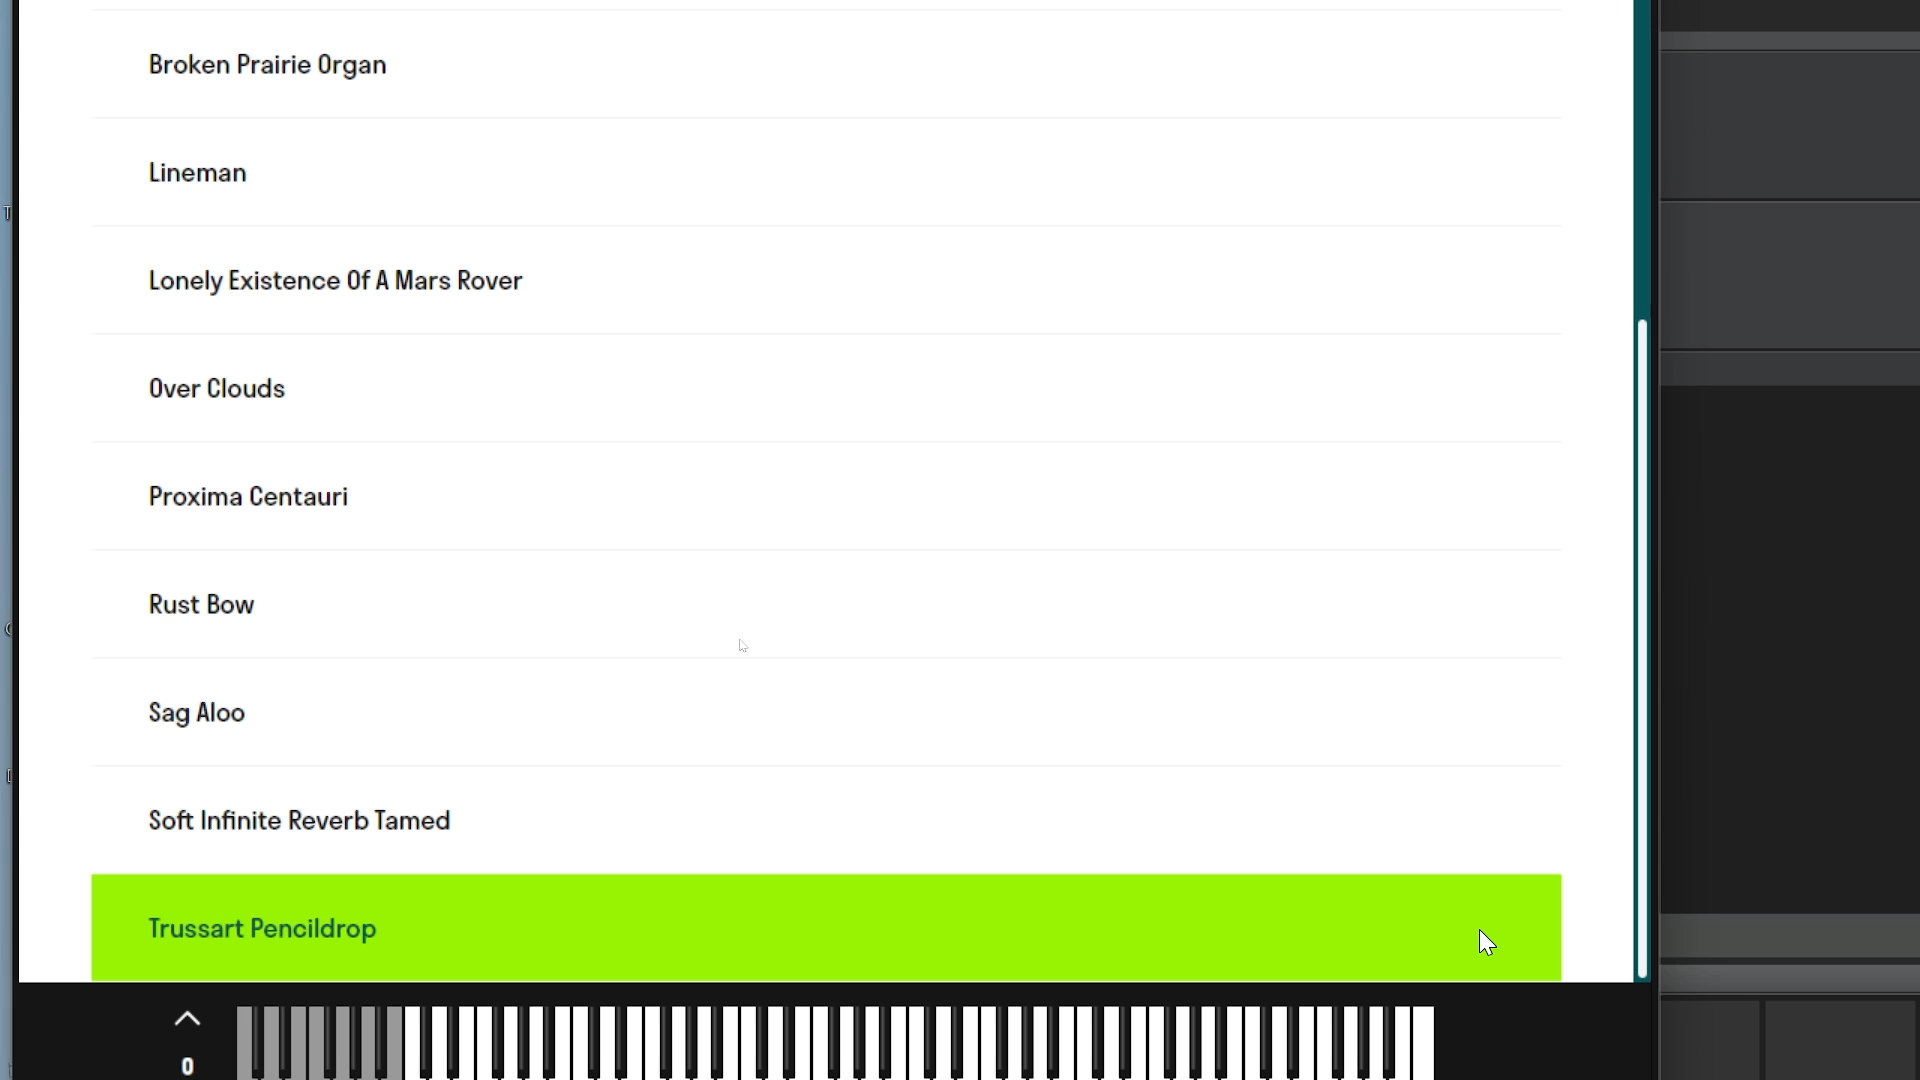 Broken Prairie Organ
Lineman
Lonely Existence Of A Mars Rover
Over Clouds
Proxima Centauri
Rust Bow
Sag Aloo
Soft Infinite Reverb Tamed
Trussart Pencildrop
0